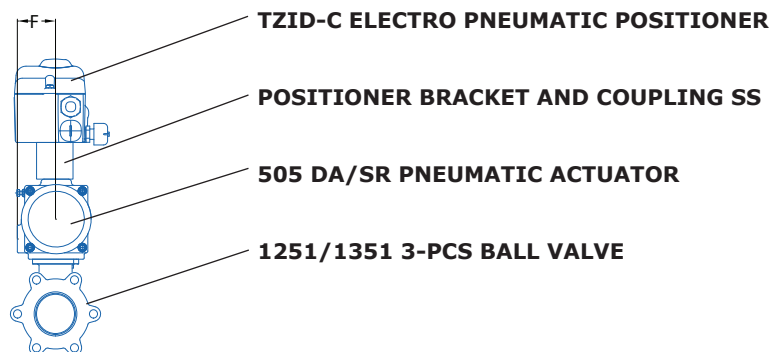 F
TZID-C ELECTRO PNEUMATIC POSITIONER
POSITIONER BRACKET AND COUPLING SS
505 DA/SR PNEUMATIC ACTUATOR
1251/1351 3-PCS BALL VALVE